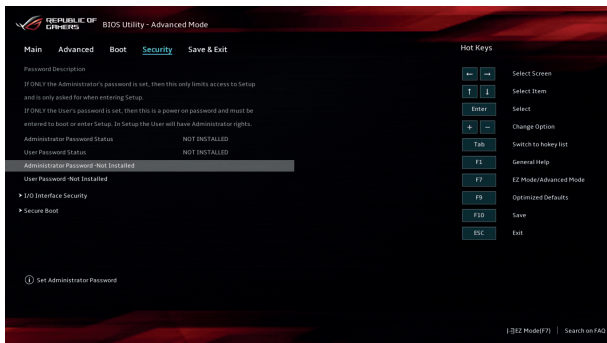 REPUBLIC OF
GAMERS
BIOS Utility - Advanced Mode
Main Advanced Boot Security Save & Exit
Password Description
If ONLY the Administrator's password is set, then this only limits access to Setup
and is only asked for when entering Setup.
If ONLY the User's password is set, then this is a power on password and must be
entered to boot or enter Setup. In Setup the User will have Administrator rights.
Administrator Password Status NOT INSTALLED
User Password Status NOT INSTALLED
Administrator Password -Not Installed
User Password -Not Installed
> I/O Interface Security
> Secure Boot
Set Administrator Password
Hot Keys
← → Select Screen
↑ ↓ Select Item
Enter Select
+ - Change Option
Tab Switch to hokey list
F1 General Help
F7 EZ Mode/Advanced Mode
F9 Optimized Defaults
F10 Save
ESC Exit
EZ Mode(F7) | Search on FAQ